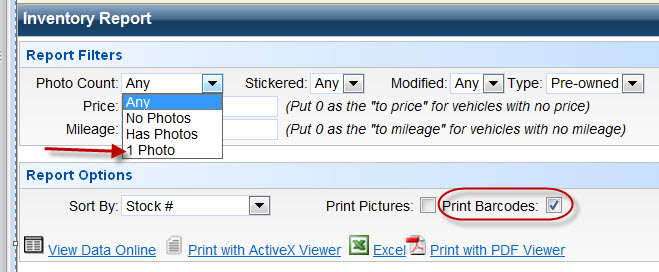 Inventory Report
Report Filters
Photo Count: Any Stickered: Any Modified: Any Type: Pre-owned
Any
No Photos
Has Photos
1 Photo
Price: (Put 0 as the "to price" for vehicles with no price)
Mileage: (Put 0 as the "to mileage" for vehicles with no mileage)
Report Options
Sort By: Stock # Print Pictures: Print Barcodes:
View Data Online Print with ActiveX Viewer Excel Print with PDF Viewer